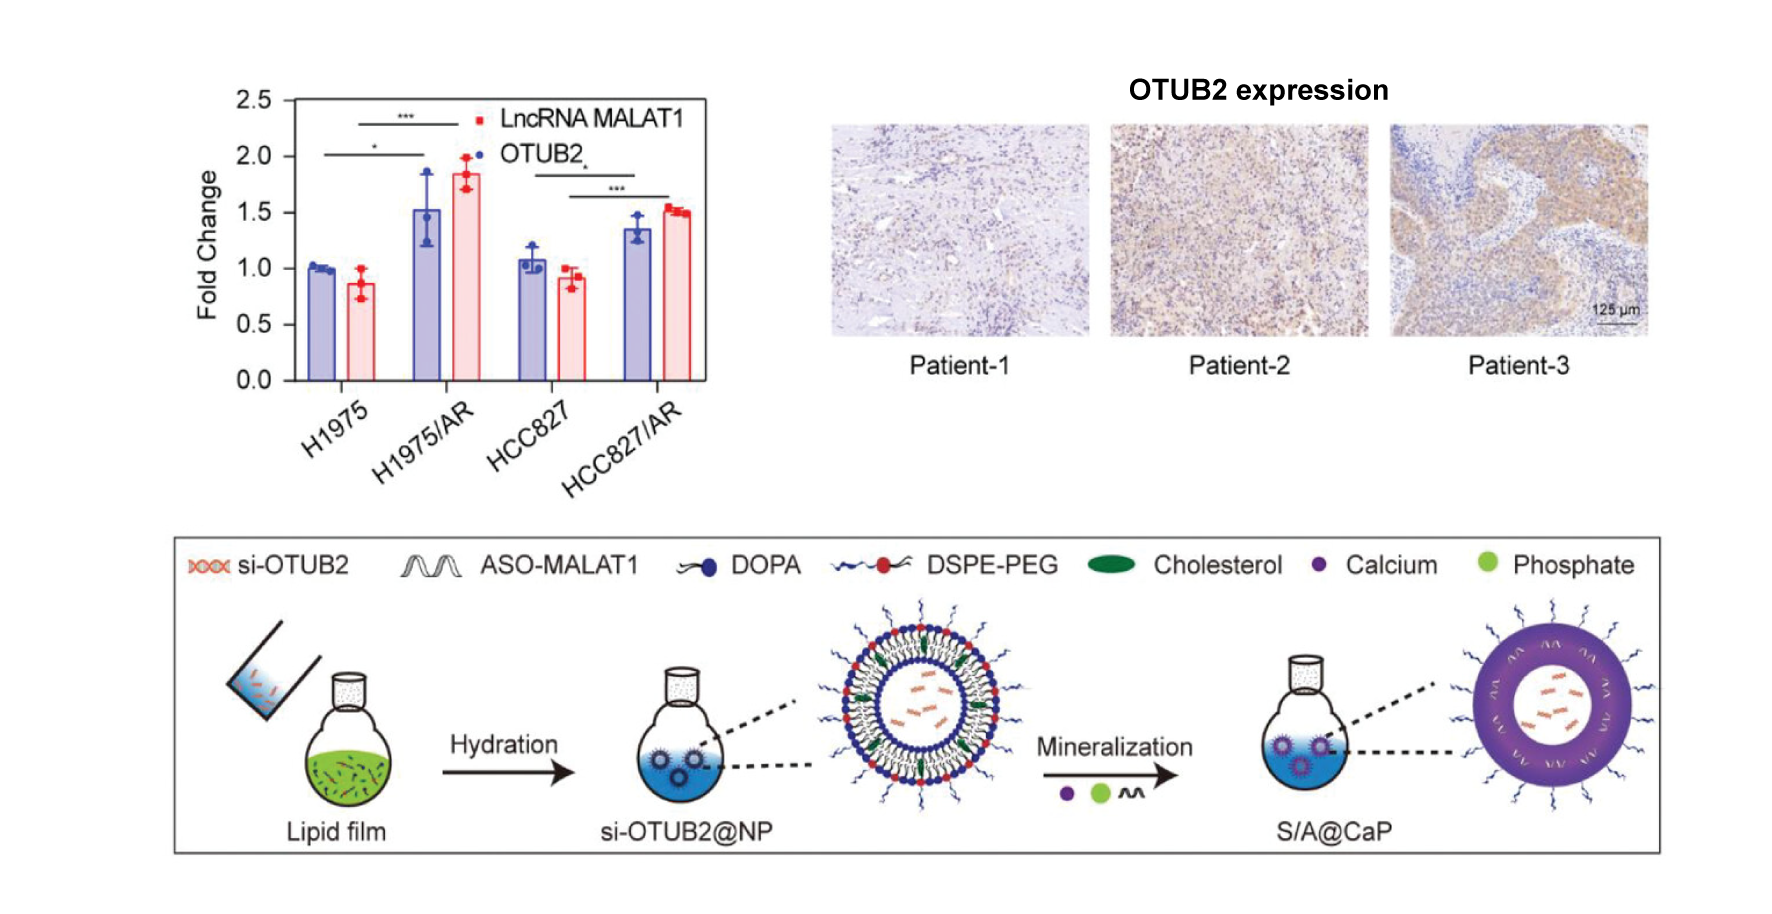 2.5
2.0
1.5
1.0
0.5
0.0
Fold Change
***
*
LncRNA MALAT1
OTUB2
*
***
H1975
H1975/AR
HCC827
HCC827/AR
OTUB2 expression
125 μm
Patient-1
Patient-2
Patient-3
si-OTUB2
ASO-MALAT1
DOPA
DSPE-PEG
Cholesterol
Calcium
Phosphate
Hydration
Mineralization
Lipid film
si-OTUB2@NP
S/A@CaP